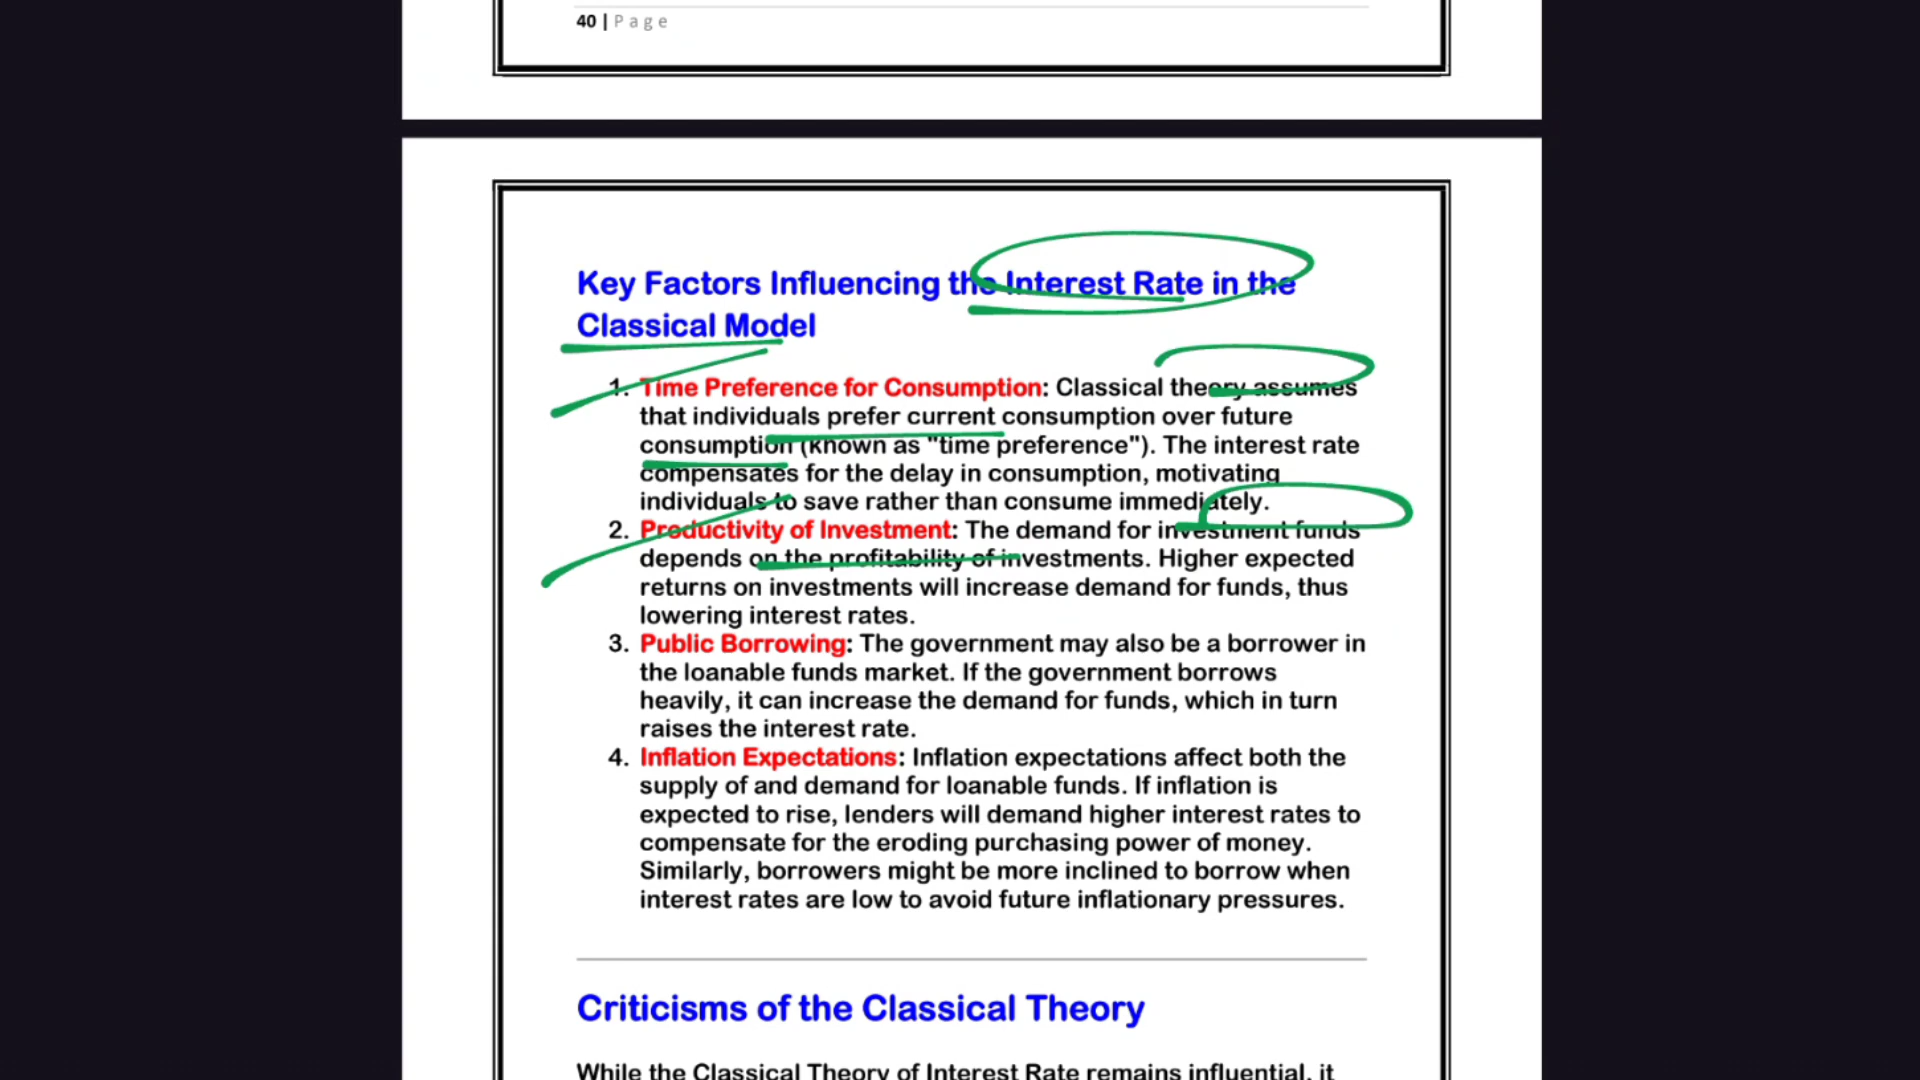 40 | Page
Key Factors Influencing the Interest Rate in the
Classical Model
1. Time Preference for Consumption: Classical theory assumes
that individuals prefer current consumption over future
consumption (known as "time preference"). The interest rate
compensates for the delay in consumption, motivating
individuals to save rather than consume immediately.
2. Productivity of Investment: The demand for investment funds
depends on the profitability of investments. Higher expected
returns on investments will increase demand for funds, thus
lowering interest rates.
3. Public Borrowing: The government may also be a borrower in
the loanable funds market. If the government borrows
heavily, it can increase the demand for funds, which in turn
raises the interest rate.
4. Inflation Expectations: Inflation expectations affect both the
supply of and demand for loanable funds. If inflation is
expected to rise, lenders will demand higher interest rates to
compensate for the eroding purchasing power of money.
Similarly, borrowers might be more inclined to borrow when
interest rates are low to avoid future inflationary pressures.
Criticisms of the Classical Theory
While the Classical Theory of Interest Rate remains influential, it